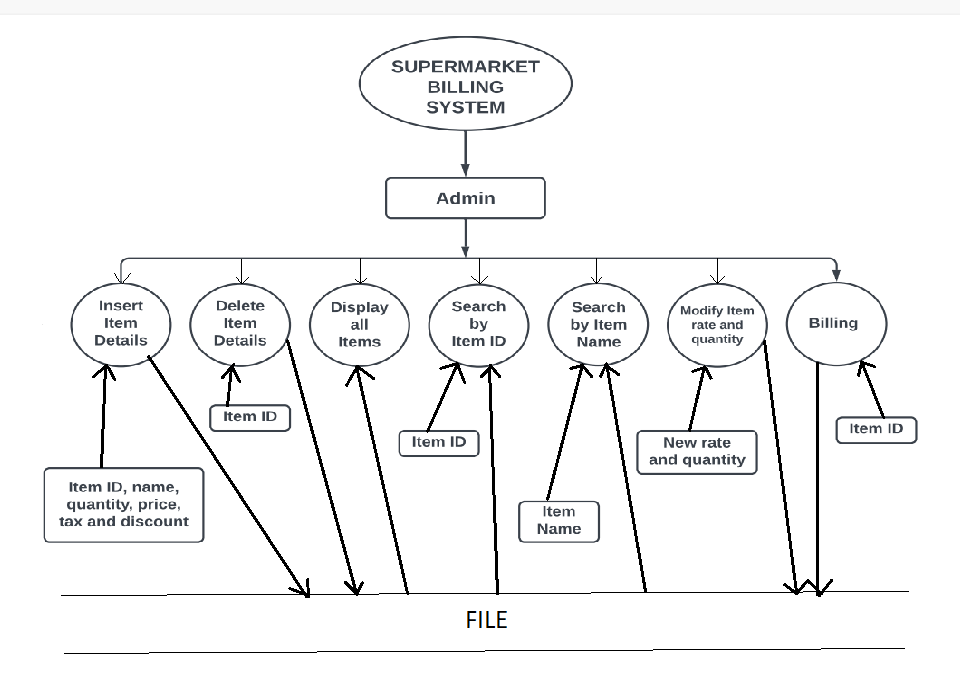 SUPERMARKET
BILLING
SYSTEM
Admin
Insert
Item
Details
Delete
Item
Details
Display
all
Items
Search
by
Item ID
Search
by Item
Name
Modify Item
rate and
quantity
Billing
Item ID
Item ID
Item ID
New rate
and quantity
Item ID, name,
quantity, price,
tax and discount
Item
Name
FILE